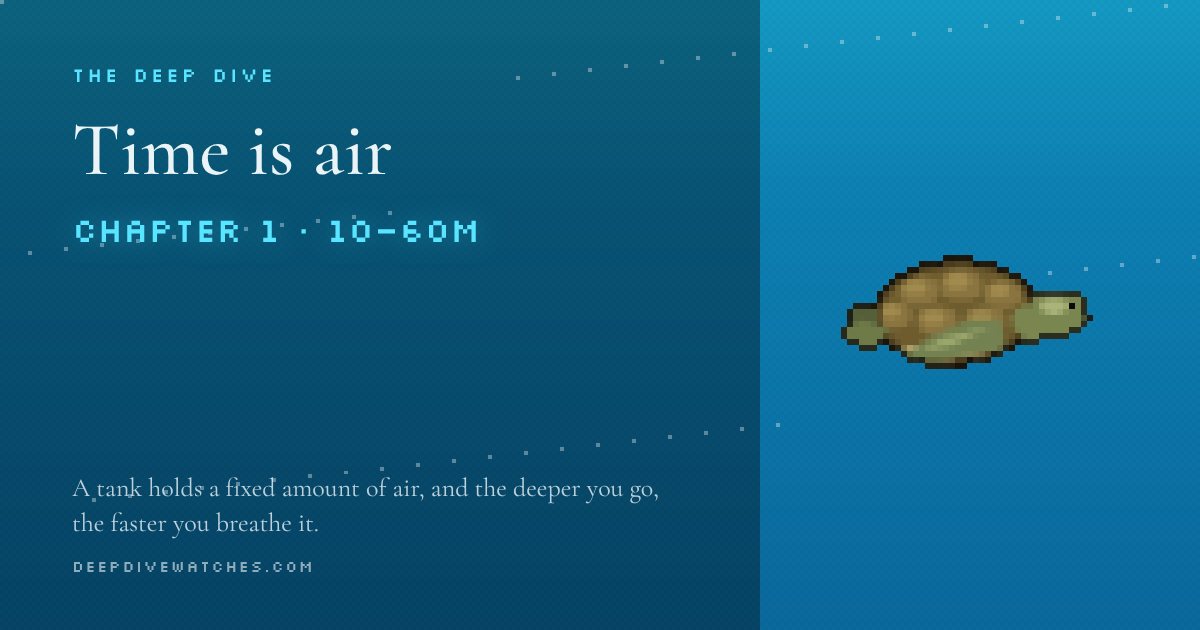 THE DEEP DIVE
Time is air
CHAPTER 1 · 10–60M
A tank holds a fixed amount of air, and the deeper you go,
the faster you breathe it.
DEEPDIVEWATCHES.COM